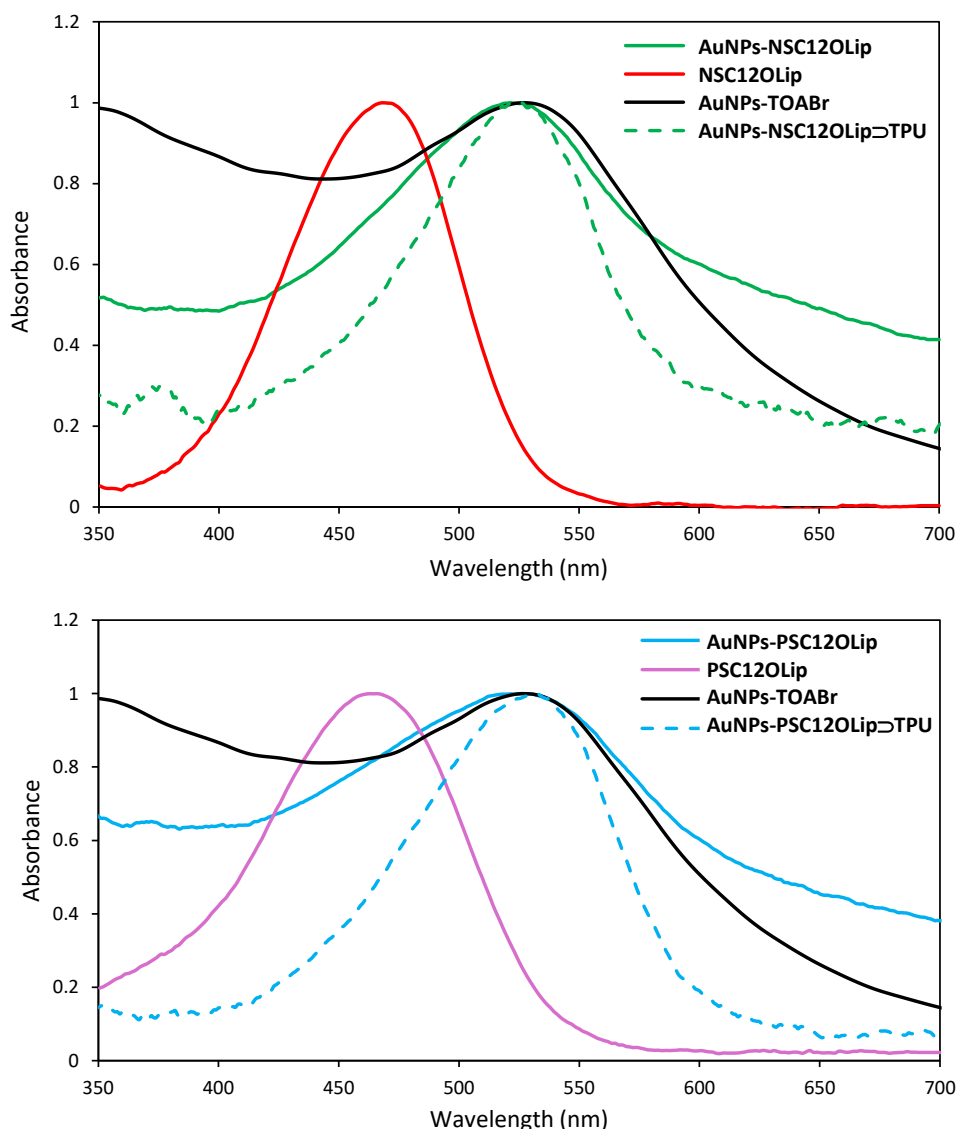 1.2
1
0.8
0.6
0.4
0.2
0
Absorbance
AuNPs-NSC12OLip
NSC12OLip
AuNPs-TOABr
AuNPs-NSC12OLip⊃TPU
350 400 450 500 550 600 650 700
Wavelength (nm)
1.2
1
0.8
0.6
0.4
0.2
0
Absorbance
AuNPs-PSC12OLip
PSC12OLip
AuNPs-TOABr
AuNPs-PSC12OLip⊃TPU
350 400 450 500 550 600 650 700
Wavelength (nm)